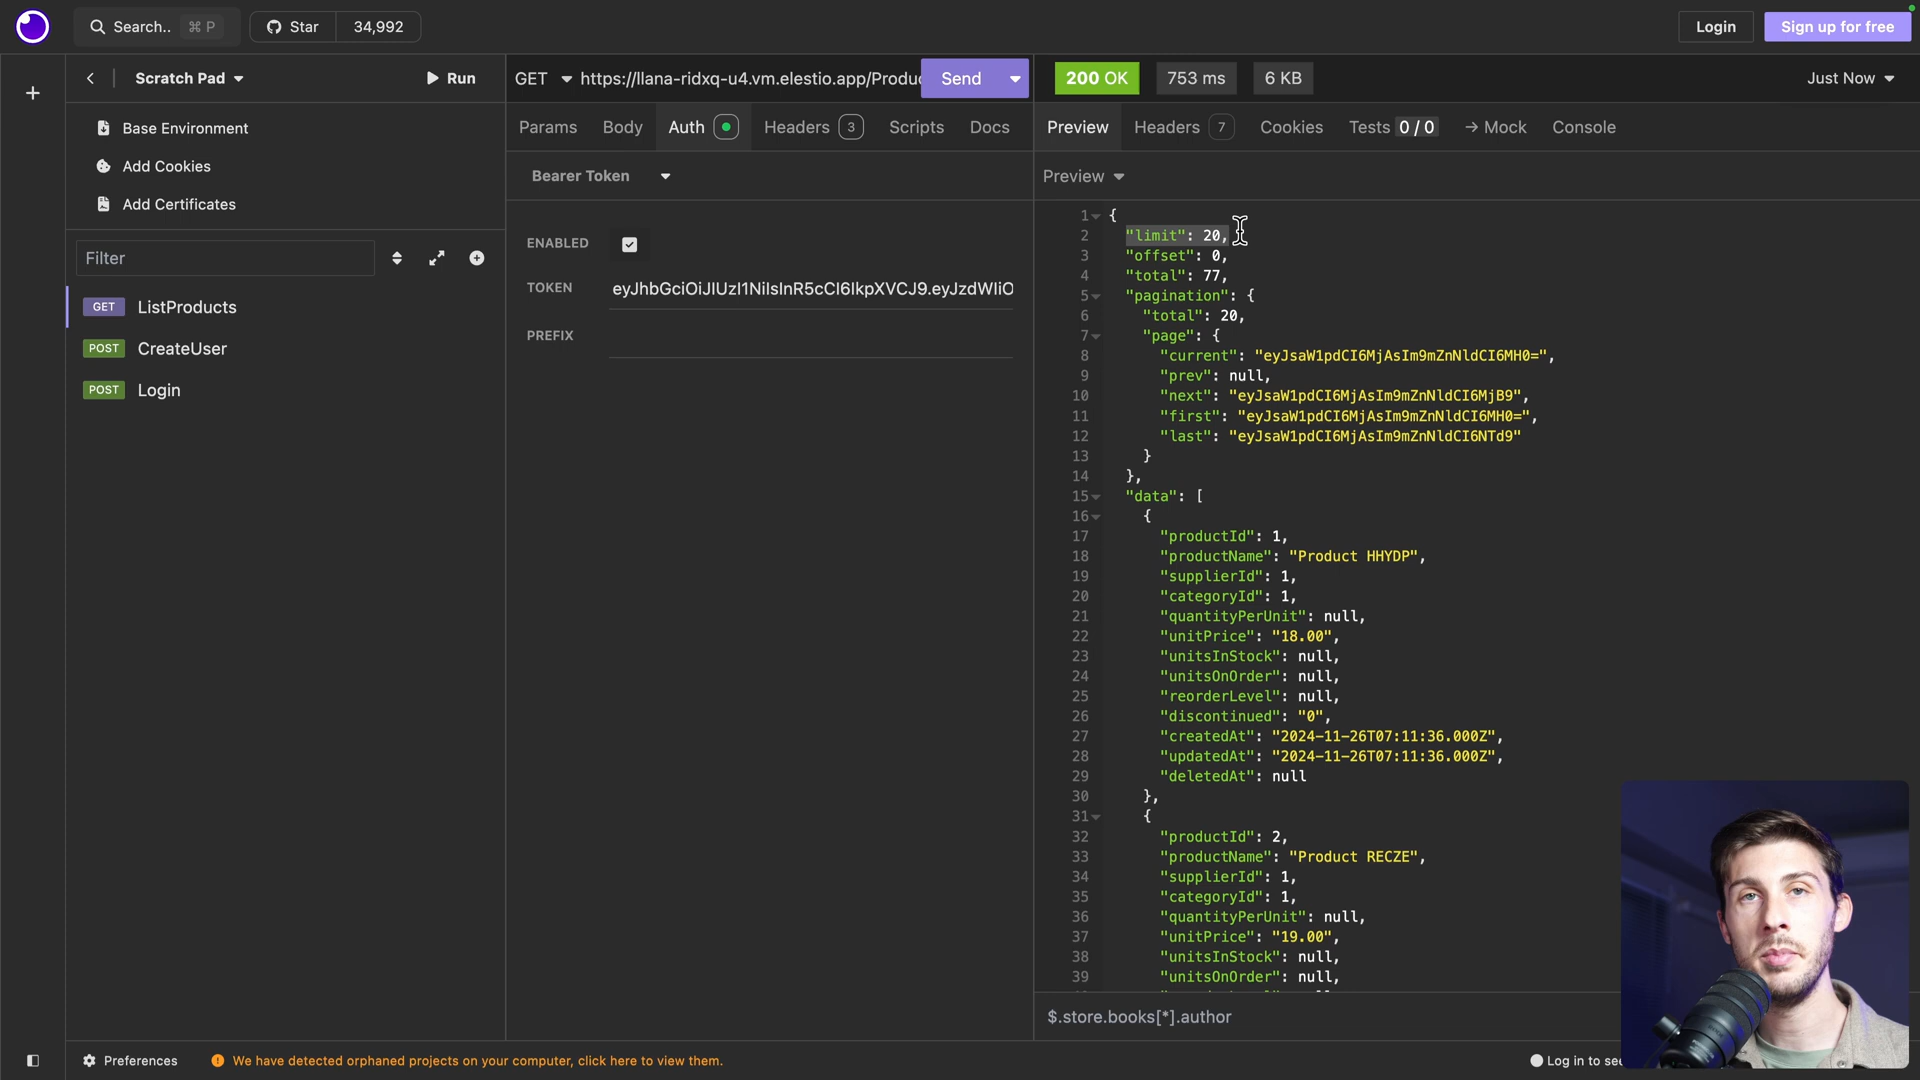 Search.. ⌘ P Star 34,992 Login Sign up for free
Scratch Pad Run
Base Environment
Add Cookies
Add Certificates
Filter
GET ListProducts
POST CreateUser
POST Login
GET https://llana-ridxq-u4.vm.elestio.app/Produc Send
Params Body Auth Headers 3 Scripts Docs
Bearer Token
ENABLED
TOKEN eyJhbGciOiJIUzI1NiIsInR5cCI6IkpXVCJ9.eyJzdWIiO
PREFIX
200 OK 753 ms 6 KB Just Now
Preview Headers 7 Cookies Tests 0 / 0 → Mock Console
Preview
1 {
2 "limit": 20,
3 "offset": 0,
4 "total": 77,
5 "pagination": {
6 "total": 20,
7 "page": {
8 "current": "eyJsaW1pdCI6MjAsIm9mZnNldCI6MH0=",
9 "prev": null,
10 "next": "eyJsaW1pdCI6MjAsIm9mZnNldCI6MjB9",
11 "first": "eyJsaW1pdCI6MjAsIm9mZnNldCI6MH0=",
12 "last": "eyJsaW1pdCI6MjAsIm9mZnNldCI6NTd9"
13 }
14 },
15 "data": [
16 {
17 "productId": 1,
18 "productName": "Product HHYDP",
19 "supplierId": 1,
20 "categoryId": 1,
21 "quantityPerUnit": null,
22 "unitPrice": "18.00",
23 "unitsInStock": null,
24 "unitsOnOrder": null,
25 "reorderLevel": null,
26 "discontinued": "0",
27 "createdAt": "2024-11-26T07:11:36.000Z",
28 "updatedAt": "2024-11-26T07:11:36.000Z",
29 "deletedAt": null
30 },
31 {
32 "productId": 2,
33 "productName": "Product RECZE",
34 "supplierId": 1,
35 "categoryId": 1,
36 "quantityPerUnit": null,
37 "unitPrice": "19.00",
38 "unitsInStock": null,
39 "unitsOnOrder": null,
$.store.books[*].author
Preferences We have detected orphaned projects on your computer, click here to view them. Log in to see